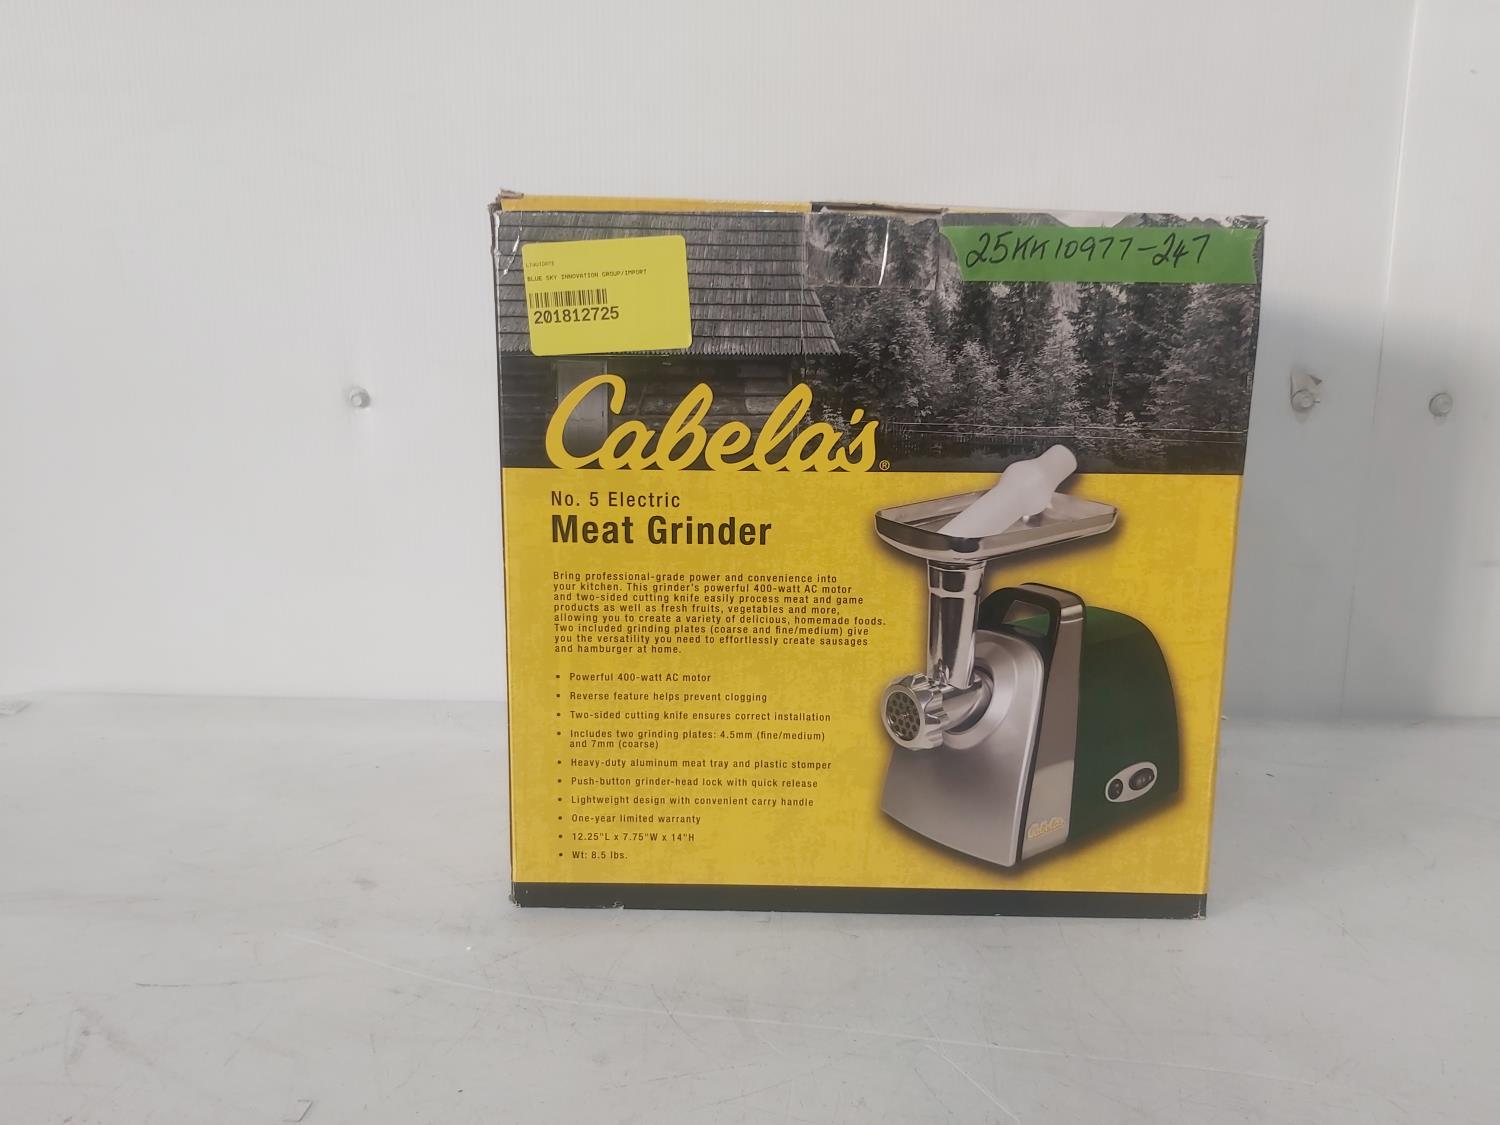 LIQUIDATE
BLUE SKY INNOVATION GROUP/IMPORT
201812725
25KK10977-247
Cabela's®
No. 5 Electric
Meat Grinder
Bring professional-grade power and convenience into
your kitchen. This grinder's powerful 400-watt AC motor
and two-sided cutting knife easily process meat and game
products as well as fresh fruits, vegetables and more,
allowing you to create a variety of delicious, homemade foods.
Two included grinding plates (coarse and fine/medium) give
you the versatility you need to effortlessly create sausages
and hamburger at home.
• Powerful 400-watt AC motor
• Reverse feature helps prevent clogging
• Two-sided cutting knife ensures correct installation
• Includes two grinding plates: 4.5mm (fine/medium)
and 7mm (coarse)
• Heavy-duty aluminum meat tray and plastic stomper
• Push-button grinder-head lock with quick release
• Lightweight design with convenient carry handle
• One-year limited warranty
• 12.25"L x 7.75"W x 14"H
• Wt: 8.5 lbs.
Cabela's